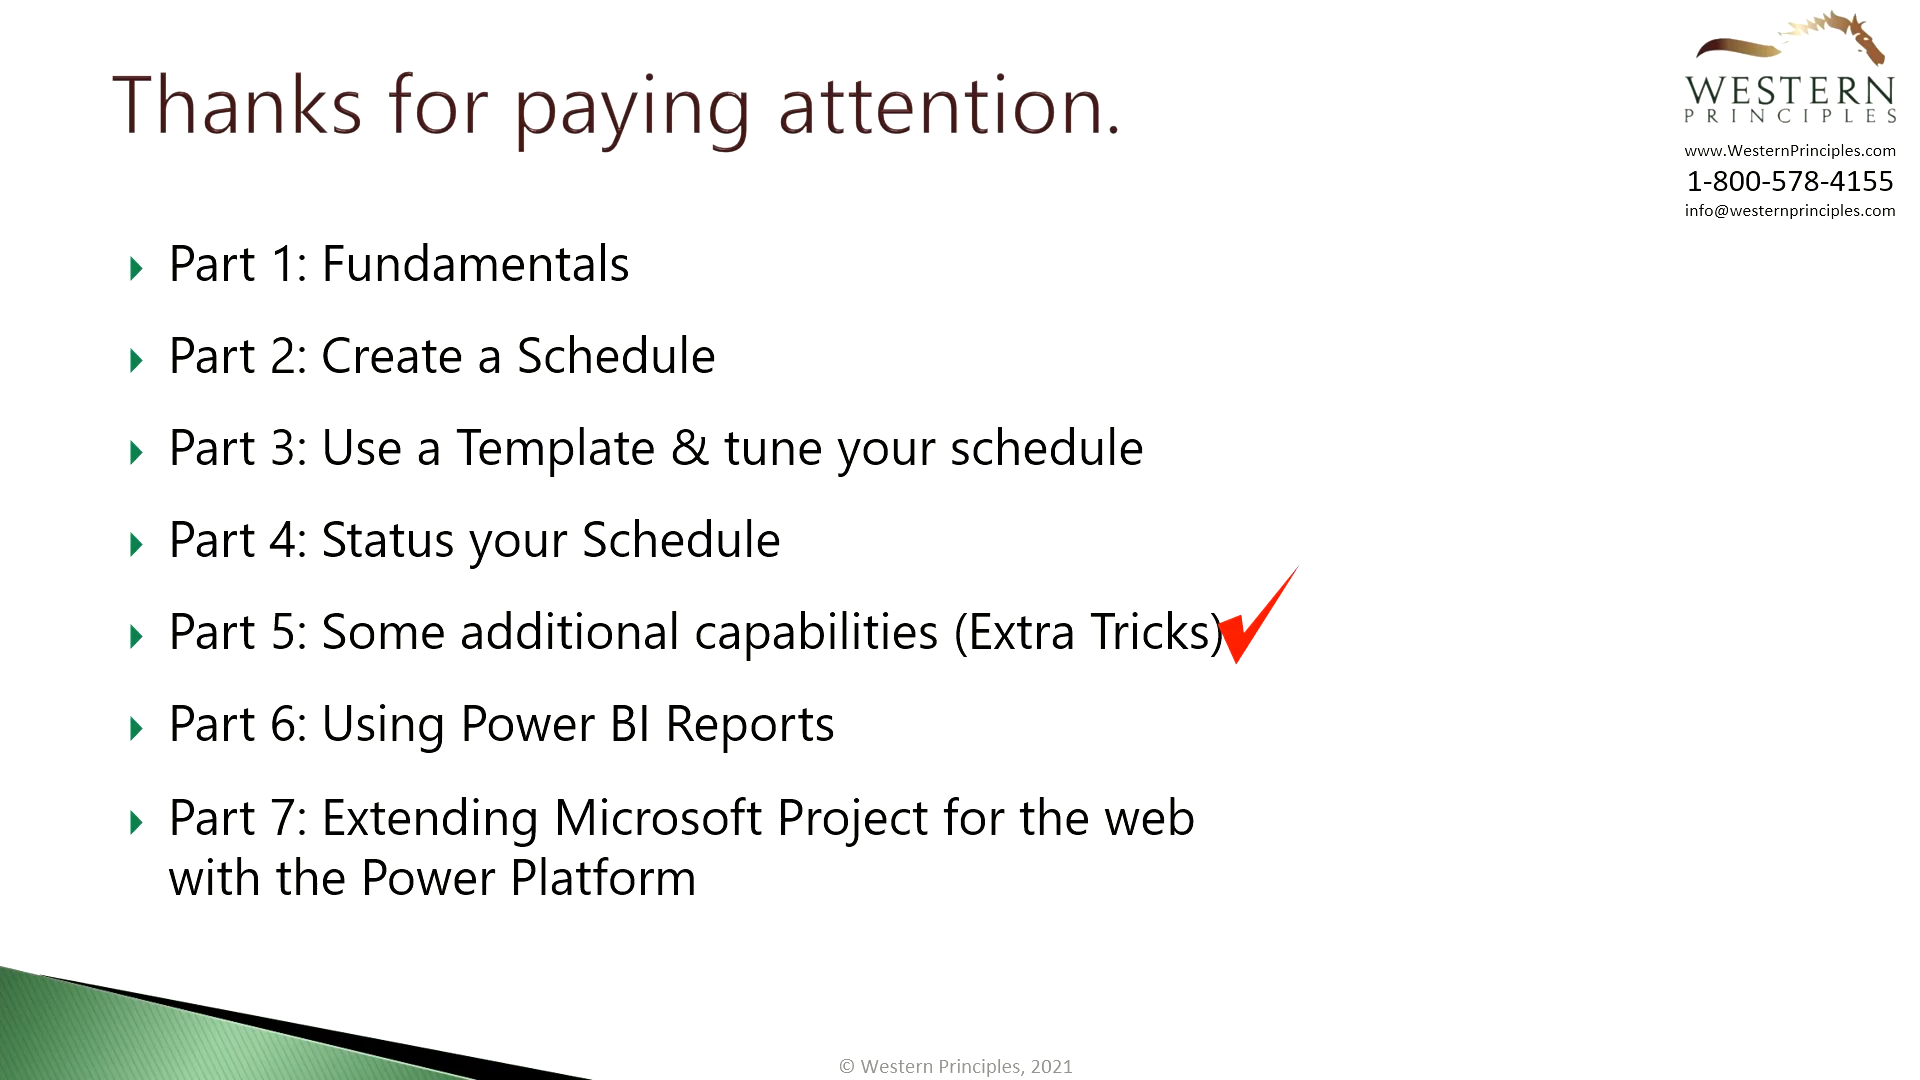 Thanks for paying attention.
WESTERN
PRINCIPLES
www.WesternPrinciples.com
1-800-578-4155
info@westernprinciples.com
Part 1: Fundamentals
Part 2: Create a Schedule
Part 3: Use a Template & tune your schedule
Part 4: Status your Schedule
Part 5: Some additional capabilities (Extra Tricks)
Part 6: Using Power BI Reports
Part 7: Extending Microsoft Project for the web
with the Power Platform
© Western Principles, 2021